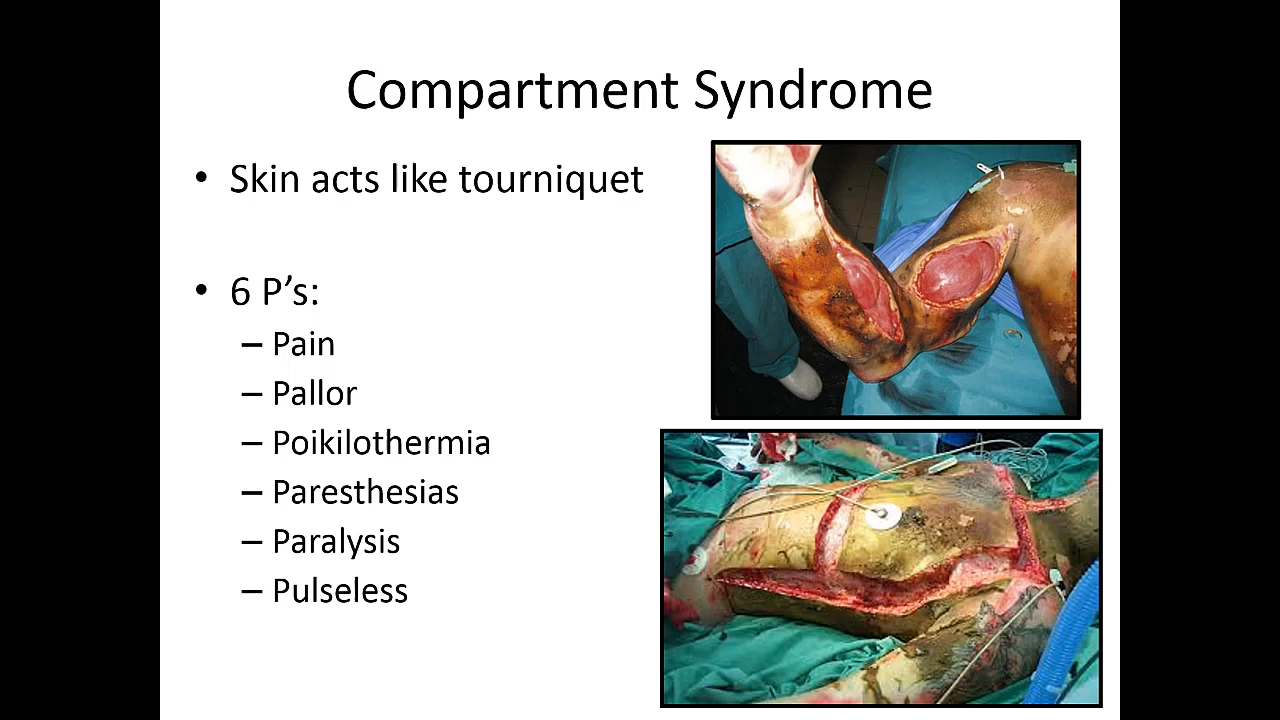 Compartment Syndrome
• Skin acts like tourniquet
• 6 P’s:
– Pain
– Pallor
– Poikilothermia
– Paresthesias
– Paralysis
– Pulseless